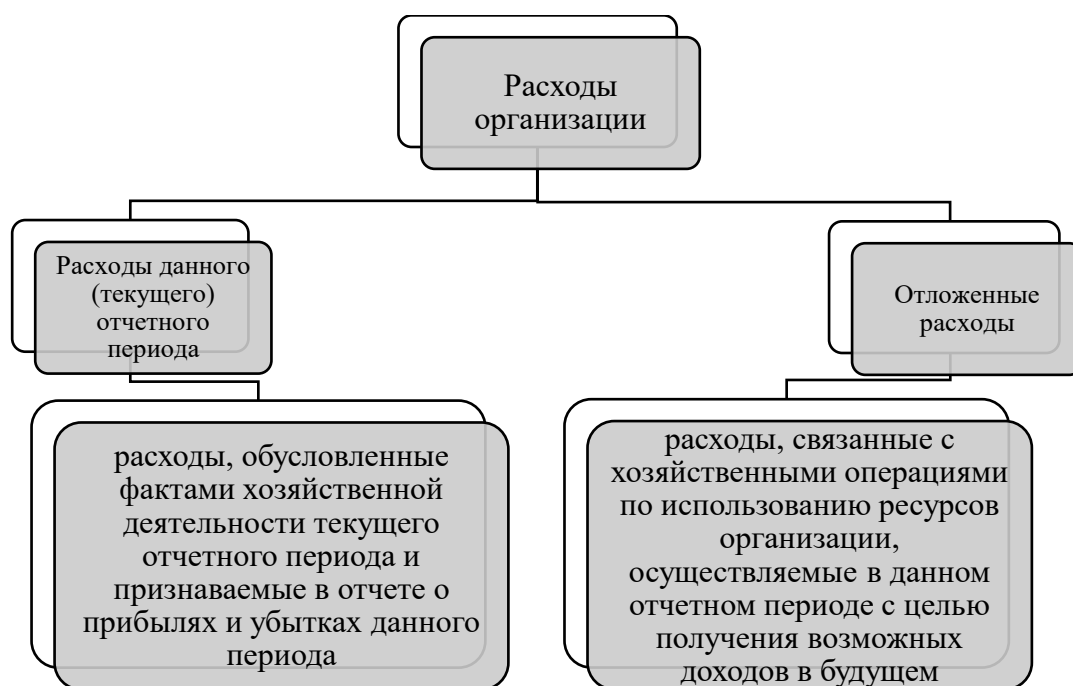 Расходы
организации
Расходы данного
(текущего)
отчетного
периода
Отложенные
расходы
расходы, обусловленные
фактами хозяйственной
деятельности текущего
отчетного периода и
признаваемые в отчете о
прибылях и убытках данного
периода
расходы, связанные с
хозяйственными операциями
по использованию ресурсов
организации,
осуществляемые в данном
отчетном периоде с целью
получения возможных
доходов в будущем